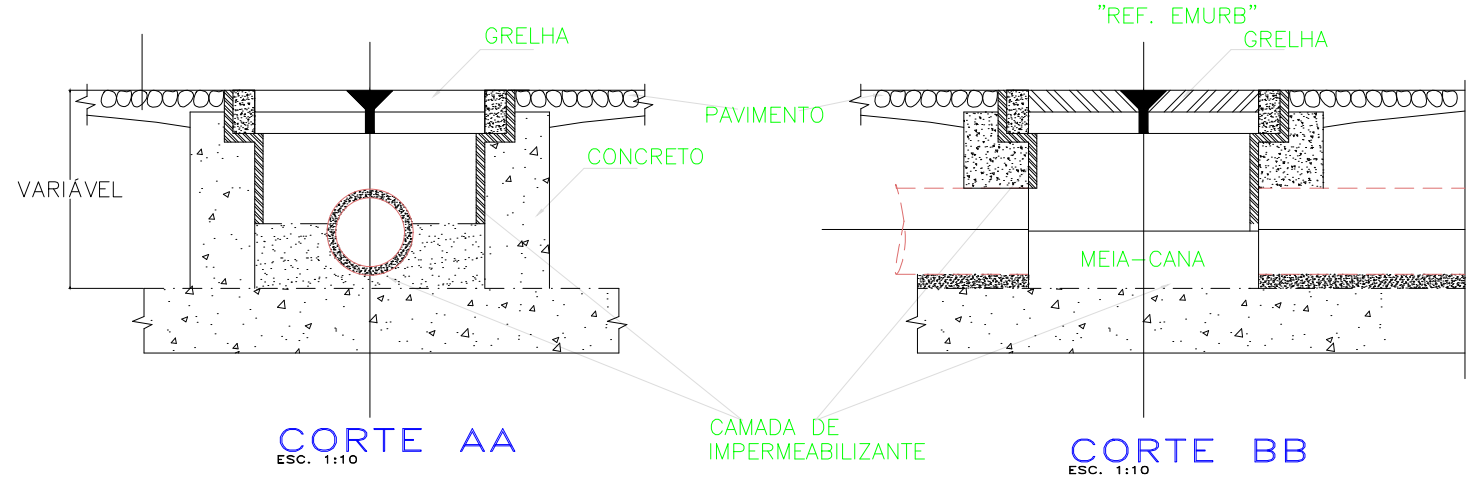 "REF. EMURB"
GRELHA
GRELHA
PAVIMENTO
CONCRETO
VARIÁVEL
MEIA-CANA
CAMADA DE
IMPERMEABILIZANTE
CORTE AA
ESC. 1:10
CORTE BB
ESC. 1:10